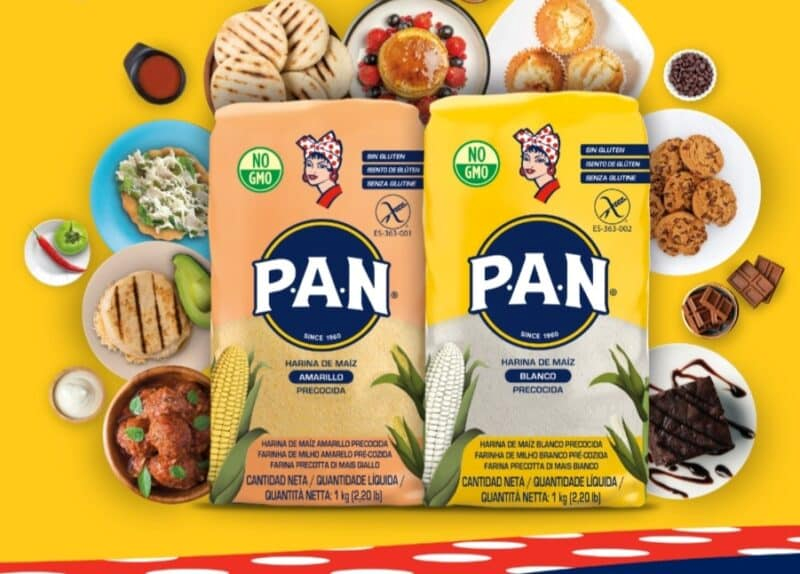 NO
GMO
SIN GLUTEN
ISENTO DE GLÚTEN
SENZA GLUTINE
ES-363-001
P.A.N
®
SINCE 1960
HARINA DE MAÍZ
AMARILLO
PRECOCIDA
HARINA DE MAÍZ AMARILLO PRECOCIDA
FARINHA DE MILHO AMARELO PRÉ-COZIDA
FARINA PRECOTTA DI MAIS GIALLO
CANTIDAD NETA / QUANTIDADE LÍQUIDA /
QUANTITÀ NETTA: 1 kg (2,20 lb)
NO
GMO
SIN GLUTEN
ISENTO DE GLÚTEN
SENZA GLUTINE
ES-363-002
P.A.N
®
SINCE 1960
HARINA DE MAÍZ
BLANCO
PRECOCIDA
HARINA DE MAÍZ BLANCO PRECOCIDA
FARINHA DE MILHO BRANCO PRÉ-COZIDA
FARINA PRECOTTA DI MAIS BIANCO
CANTIDAD NETA / QUANTIDADE LÍQUIDA /
QUANTITÀ NETTA: 1 kg (2,20 lb)